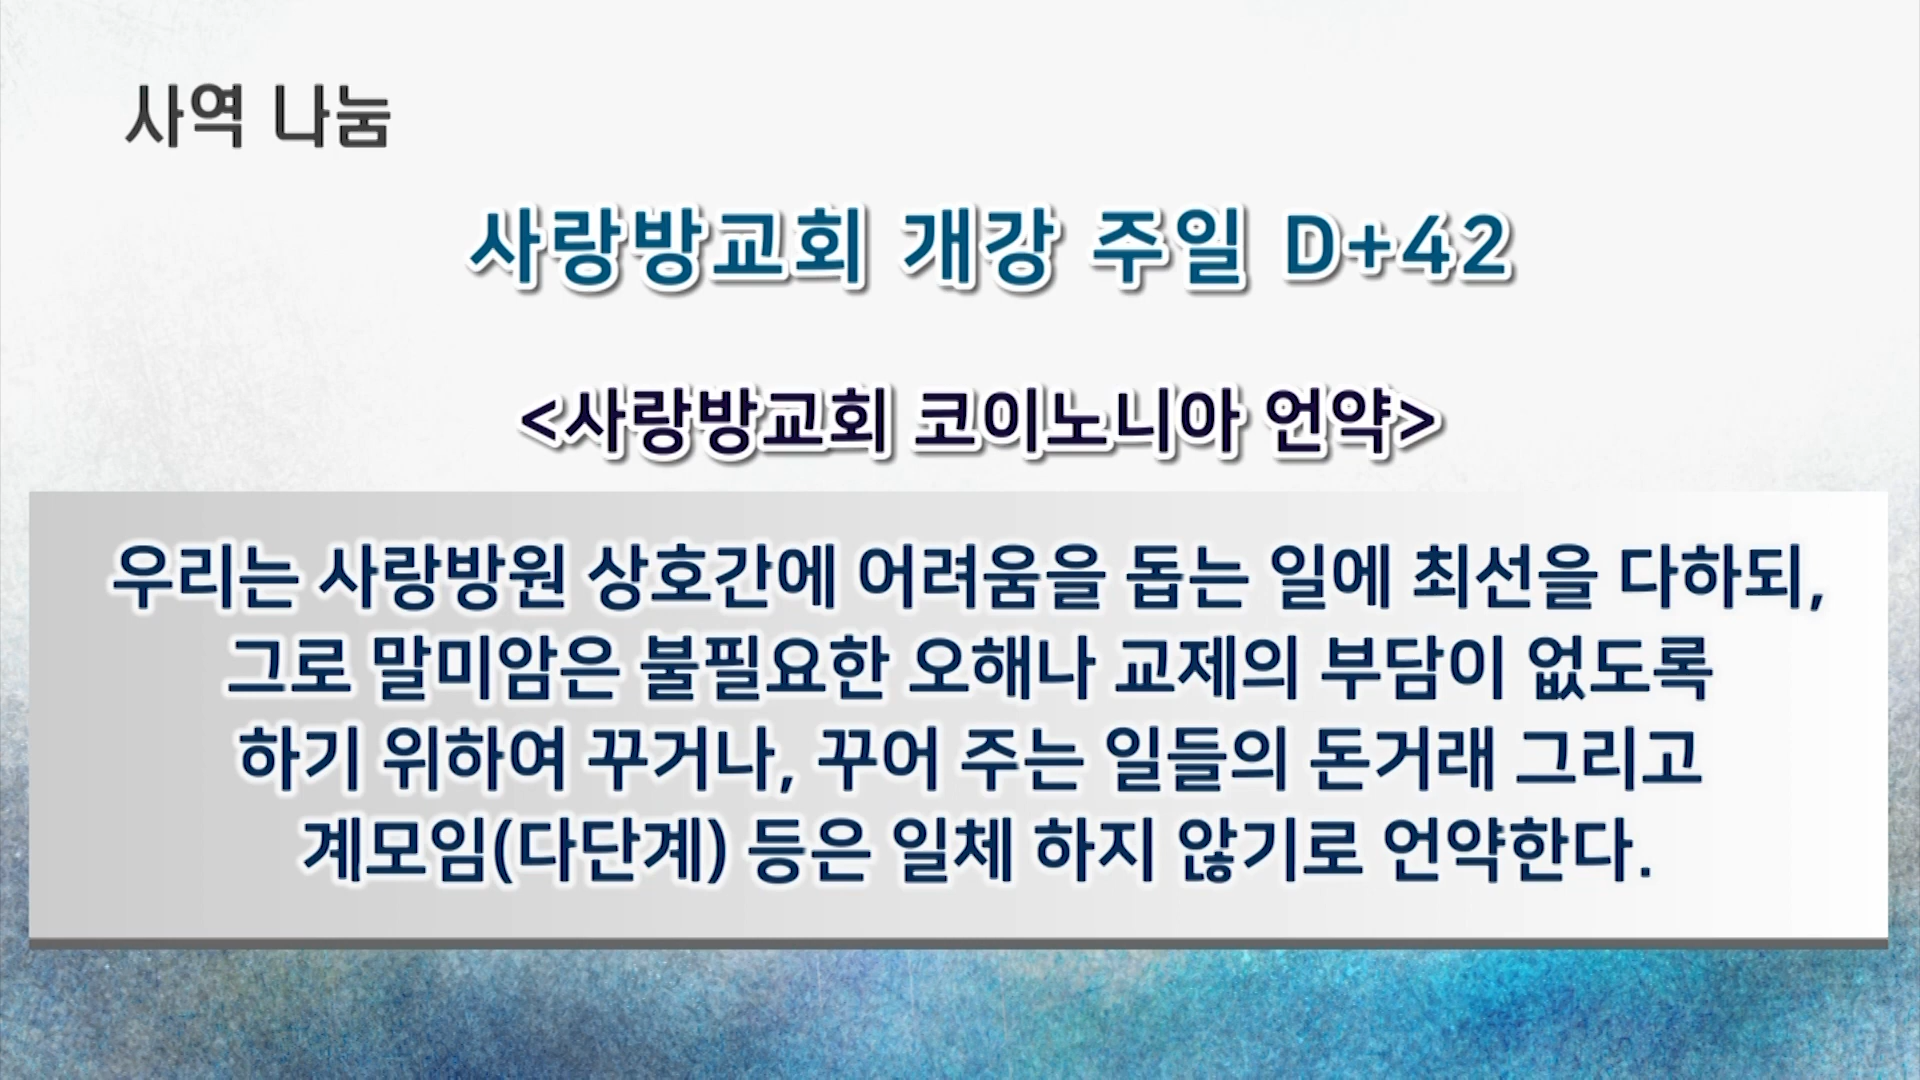 사역 나눔
사랑방교회 개강 주일 D+42
<사랑방교회 코이노니아 언약>
우리는 사랑방원 상호간에 어려움을 돕는 일에 최선을 다하되,
그로 말미암은 불필요한 오해나 교제의 부담이 없도록
하기 위하여 꾸거나, 꾸어 주는 일들의 돈거래 그리고
계모임(다단계) 등은 일체 하지 않기로 언약한다.